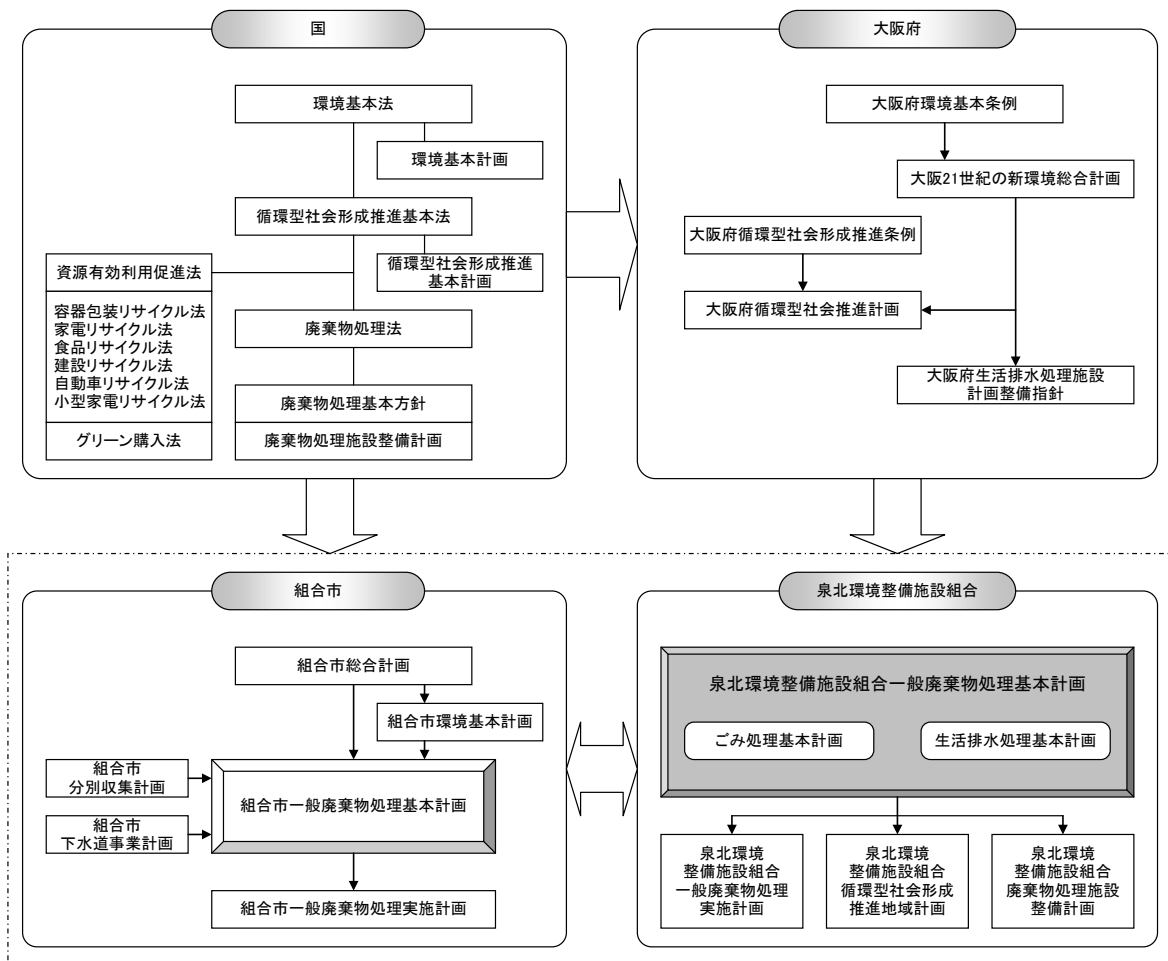 国
環境基本法
環境基本計画
循環型社会形成推進基本法
循環型社会形成推進
基本計画
資源有効利用促進法
容器包装リサイクル法
家電リサイクル法
食品リサイクル法
建設リサイクル法
自動車リサイクル法
小型家電リサイクル法
グリーン購入法
廃棄物処理法
廃棄物処理基本方針
廃棄物処理施設整備計画
大阪府
大阪府環境基本条例
大阪21世紀の新環境総合計画
大阪府循環型社会形成推進条例
大阪府循環型社会推進計画
大阪府生活排水処理施設
計画整備指針
組合市
組合市総合計画
組合市環境基本計画
組合市
分別収集計画
組合市一般廃棄物処理基本計画
組合市
下水道事業計画
組合市一般廃棄物処理実施計画
泉北環境整備施設組合
泉北環境整備施設組合一般廃棄物処理基本計画
ごみ処理基本計画
生活排水処理基本計画
泉北環境
整備施設組合
一般廃棄物処理
実施計画
泉北環境
整備施設組合
循環型社会形成
推進地域計画
泉北環境
整備施設組合
廃棄物処理施設
整備計画